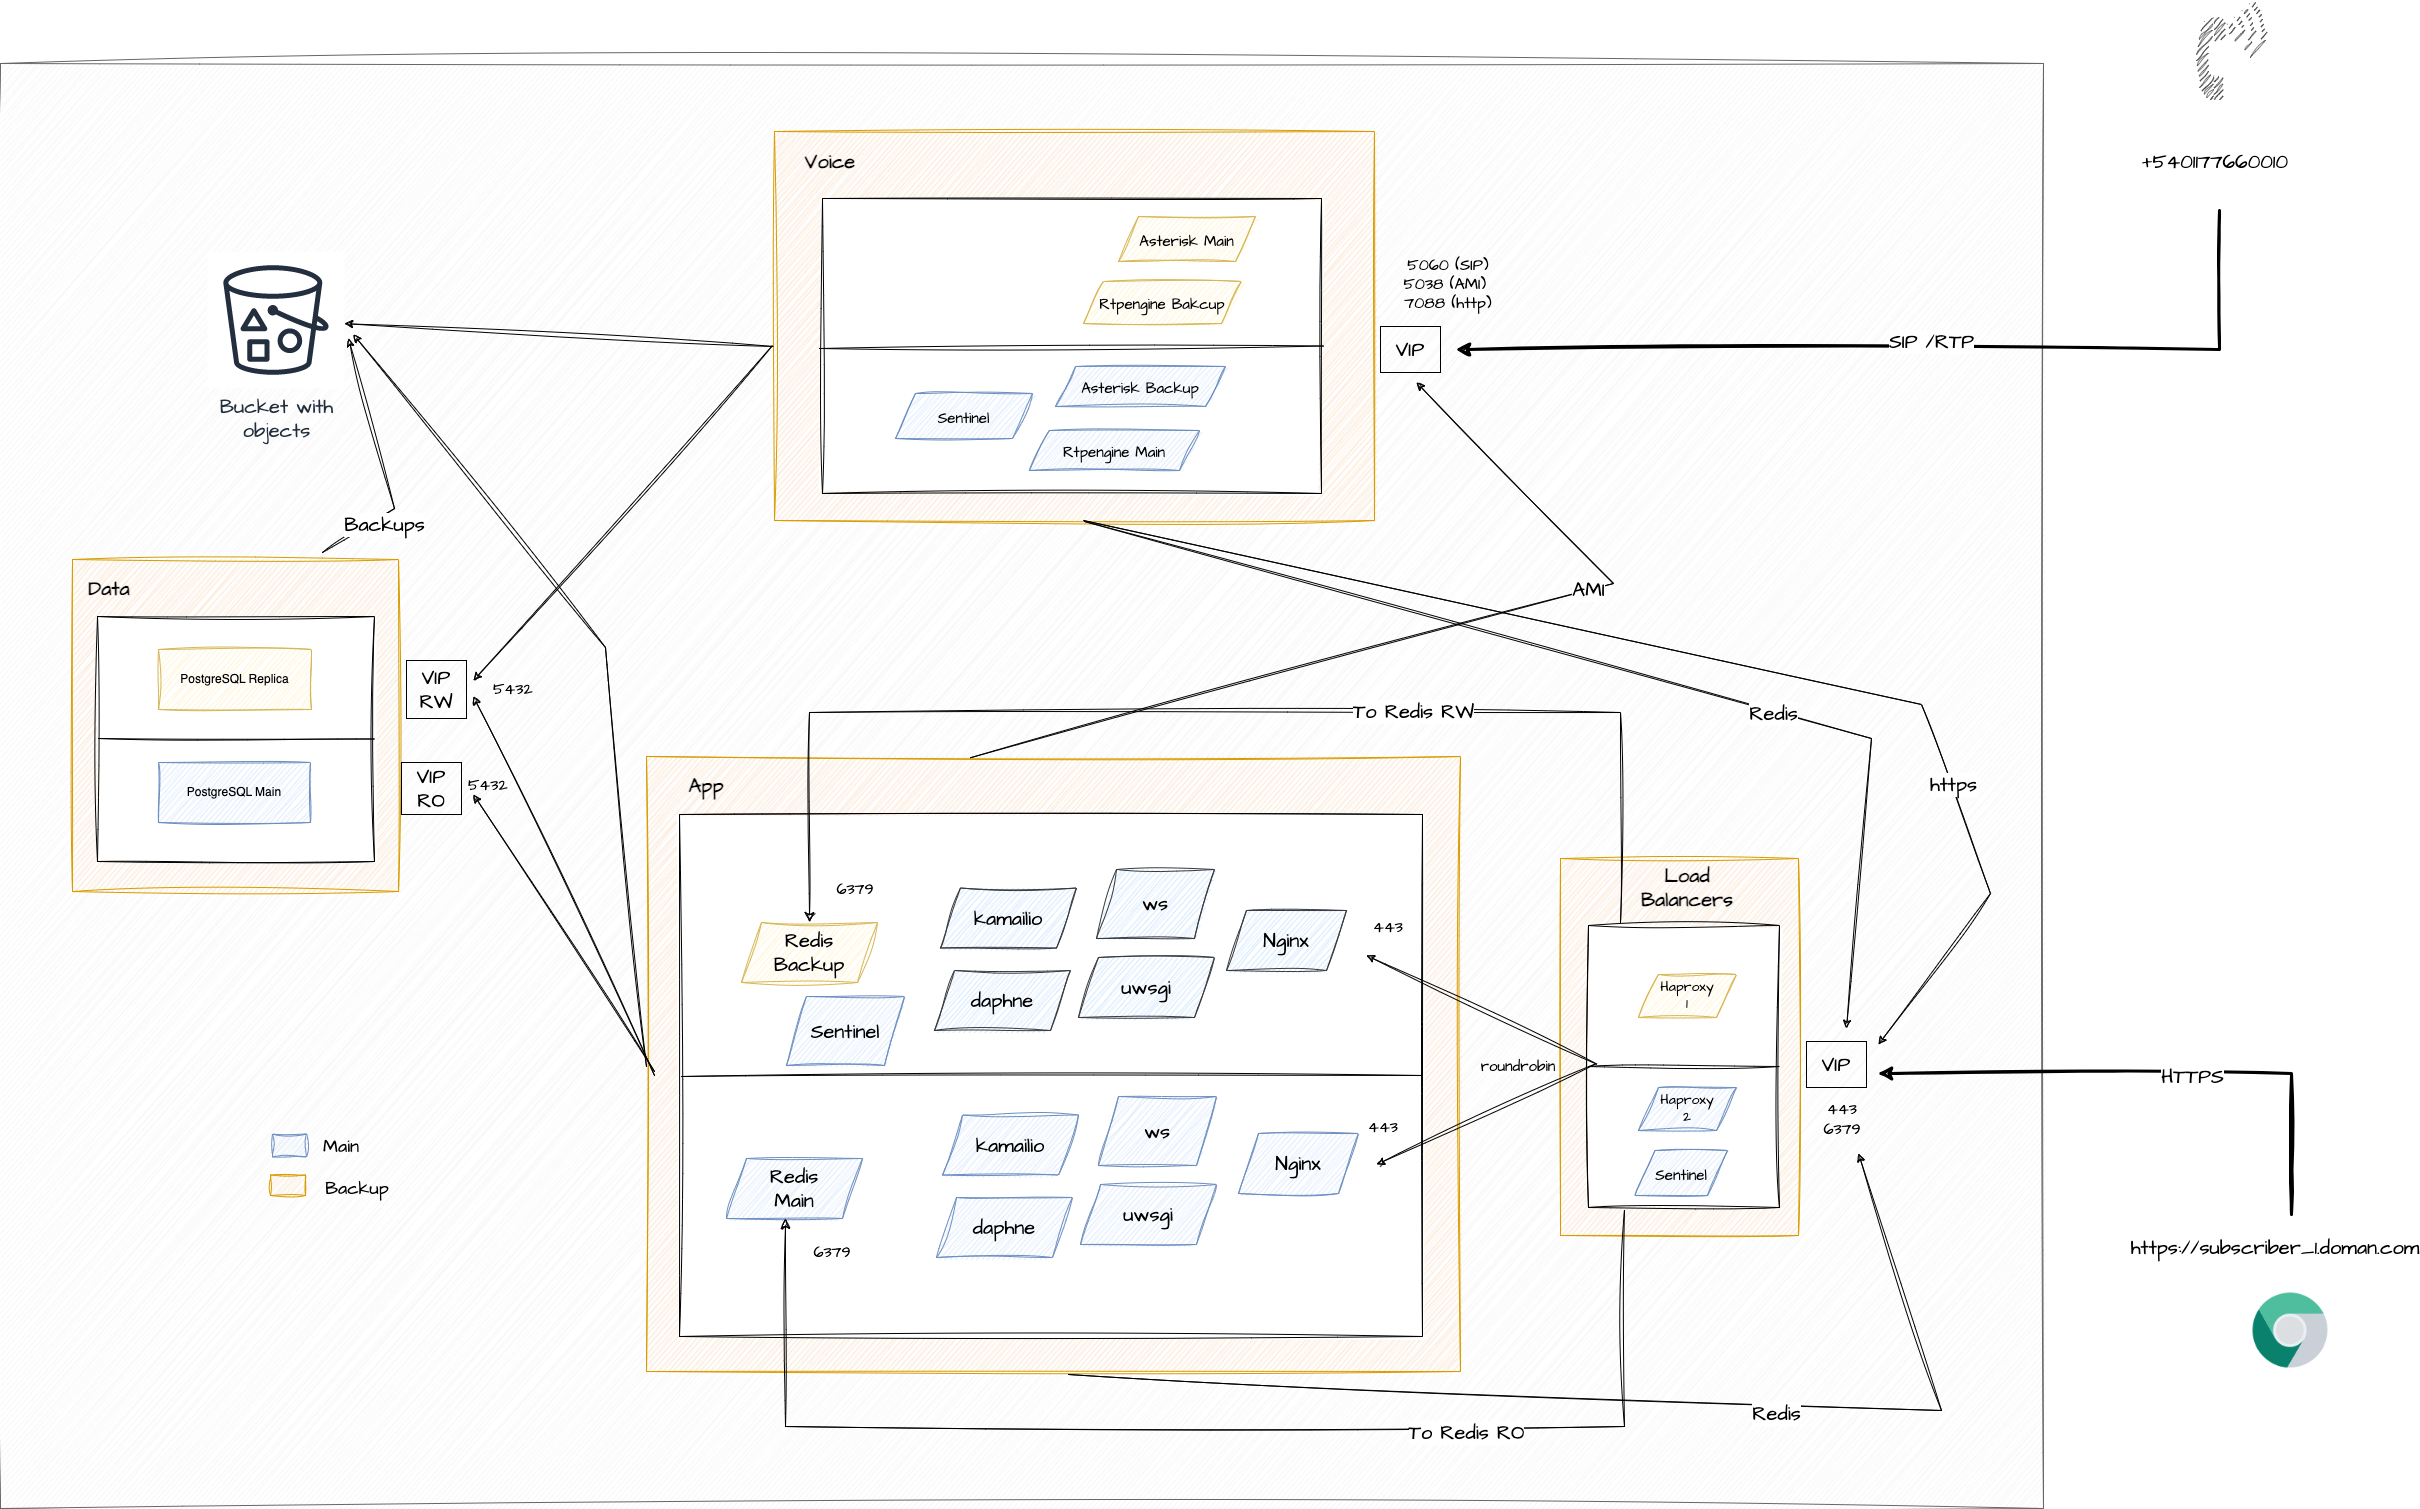 +5401177660010
Voice
Asterisk Main
Rtpengine Bakcup
Asterisk Backup
Sentinel
Rtpengine Main
5060 (SIP)
5038 (AMI)
7088 (http)
VIP
SIP /RTP
Bucket with
objects
Backups
Data
PostgreSQL Replica
PostgreSQL Main
VIP
RW
5432
VIP
RO
5432
AMI
To Redis RW
Redis
https
App
6379
Redis
Backup
Sentinel
kamailio
ws
daphne
uwsgi
Nginx
443
Redis
Main
6379
kamailio
ws
daphne
uwsgi
Nginx
443
roundrobin
Load
Balancers
Haproxy
1
Haproxy
2
Sentinel
VIP
443
6379
HTTPS
https://subscriber_1.doman.com
Main
Backup
Redis
To Redis RO